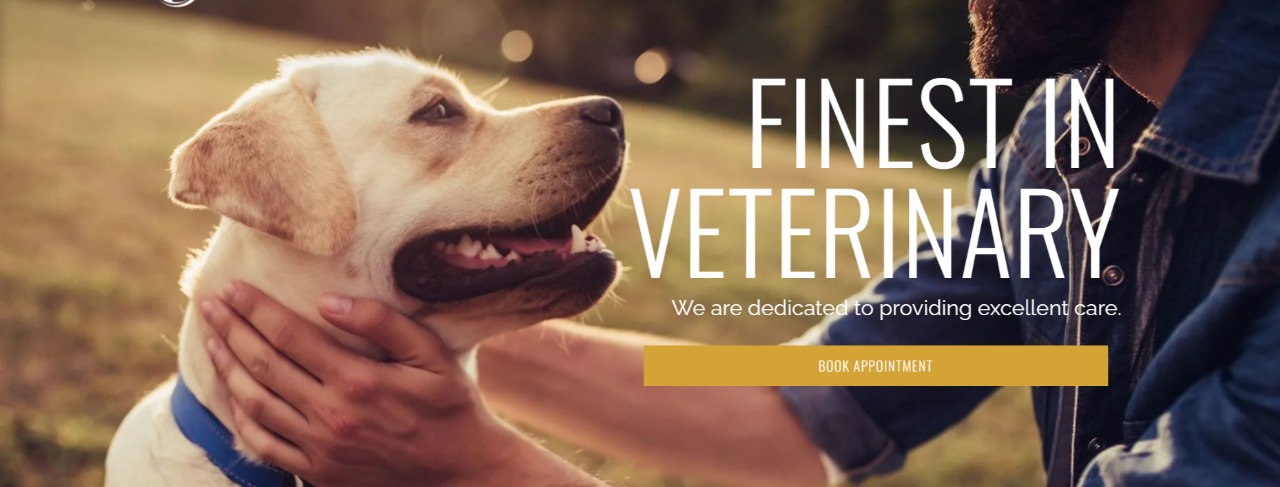 FINEST IN
VETERINARY
We are dedicated to providing excellent care.
BOOK APPOINTMENT